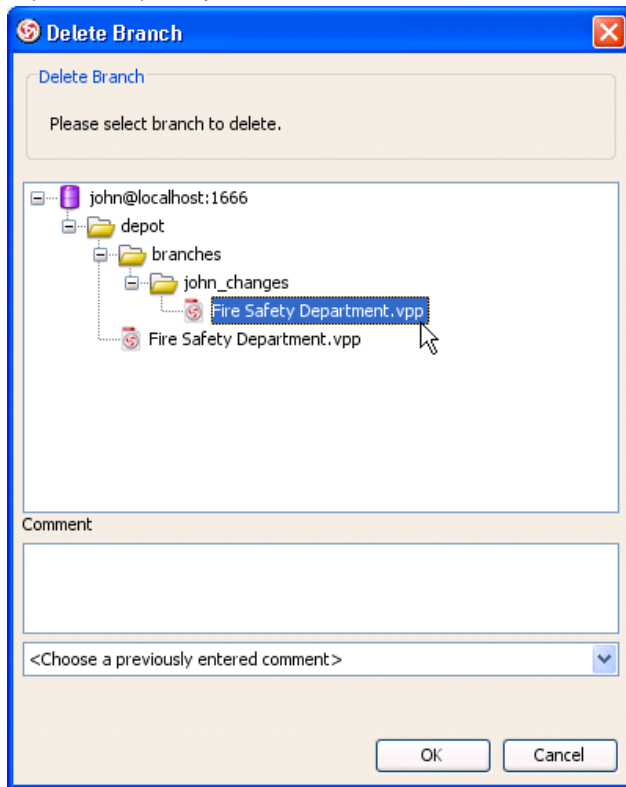 Delete Branch
Delete Branch
Please select branch to delete.
john@localhost:1666
depot
branches
john_changes
Fire Safety Department.vpp
Fire Safety Department.vpp
Comment
<Choose a previously entered comment>
OK Cancel